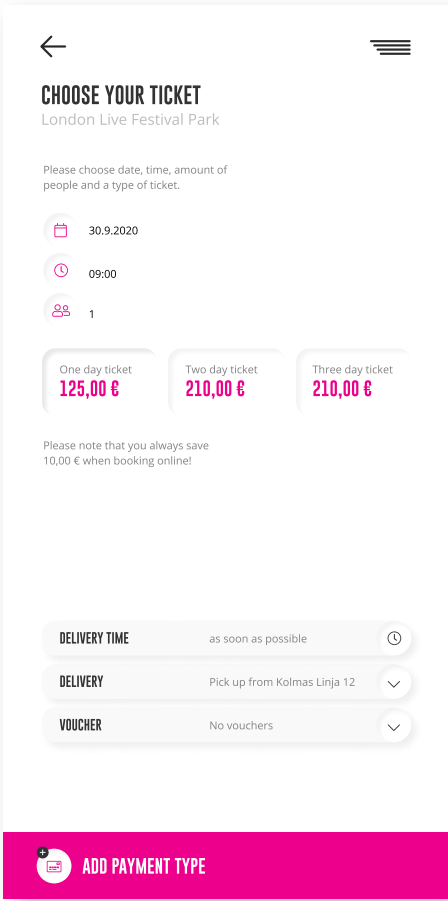 CHOOSE YOUR TICKET
London Live Festival Park
Please choose date, time, amount of
people and a type of ticket.
30.9.2020
09:00
1
One day ticket
125,00 €
Two day ticket
210,00 €
Three day ticket
210,00 €
Please note that you always save
10,00 € when booking online!
DELIVERY TIME as soon as possible
DELIVERY Pick up from Kolmas Linja 12
VOUCHER No vouchers
ADD PAYMENT TYPE